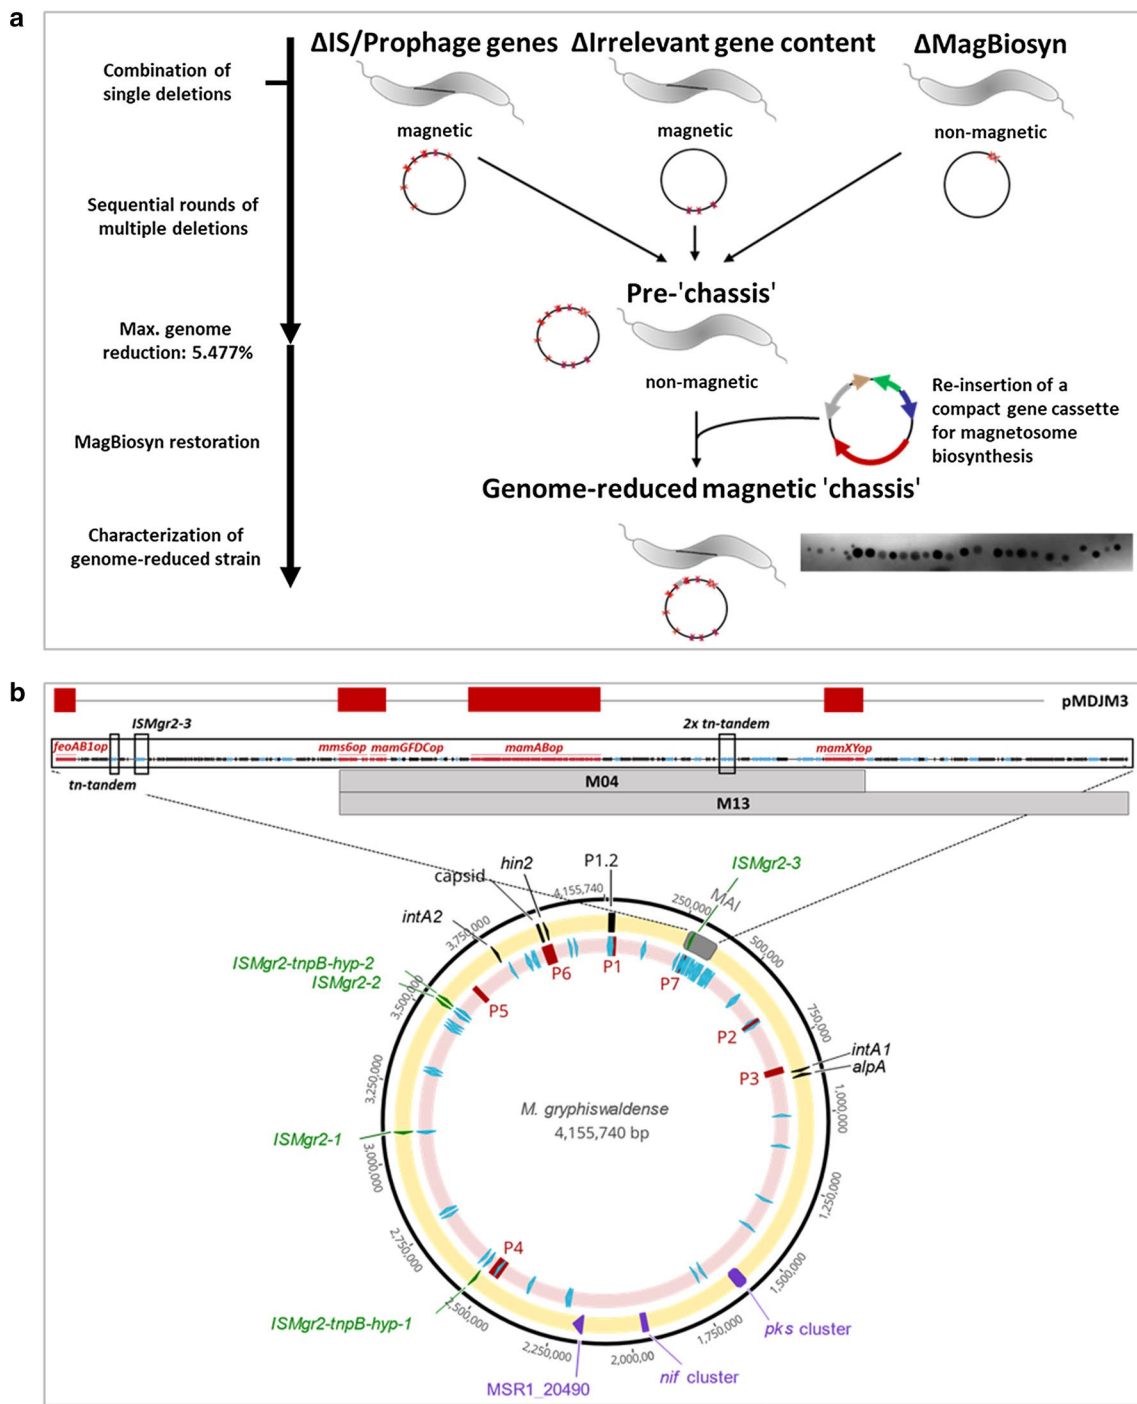 a
ΔIS/Prophage genes ΔIrrelevant gene content ΔMagBiosyn
Combination of
single deletions
magnetic
magnetic
non-magnetic
Sequential rounds of
multiple deletions
Pre-'chassis'
Max. genome
reduction: 5.477%
non-magnetic
Re-insertion of a
compact gene cassette
for magnetosome
biosynthesis
MagBiosyn restoration
Genome-reduced magnetic 'chassis'
Characterization of
genome-reduced strain
b
pMDJM3
ISMgr2-3
2x tn-tandem
feoAB1op
mms6op
mamGFDCop
mamABop
mamXYop
tn-tandem
M04
M13
capsid
hin2
P1.2
ISMgr2-3
4,155,740
250,000
MAI
intA2
3,750,000
500,000
ISMgr2-tnpB-hyp-2
ISMgr2-2
3,500,000
P6
P1
P7
P5
P2
750,000
intA1
alpA
P3
3,250,000
1,000,000
M. gryphiswaldense
4,155,740 bp
ISMgr2-1
3,000,000
1,250,000
2,750,000
P4
1,500,000
ISMgr2-tnpB-hyp-1
2,500,000
1,750,000
pks cluster
2,250,000
2,000,00
nif cluster
MSR1_20490